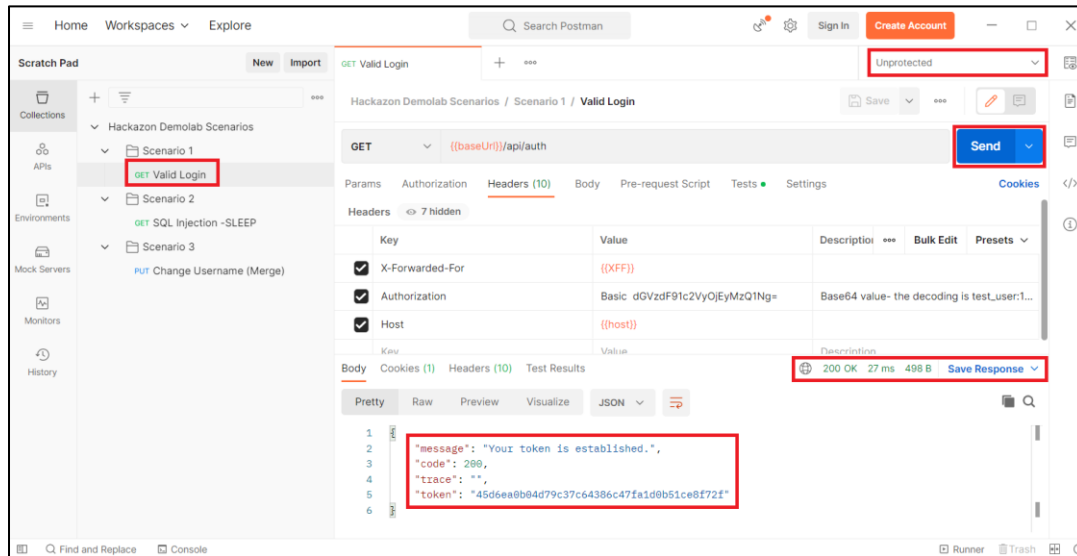 Home Workspaces Explore Search Postman Sign In Create Account
Scratch Pad New Import GET Valid Login Unprotected
Collections
APIs
Environments
Mock Servers
Monitors
History
Hackazon Demolab Scenarios
Scenario 1
GET Valid Login
Scenario 2
GET SQL Injection -SLEEP
Scenario 3
PUT Change Username (Merge)
Hackazon Demolab Scenarios / Scenario 1 / Valid Login Save
GET {{baseUrl}}/api/auth Send
Params Authorization Headers (10) Body Pre-request Script Tests Settings Cookies
Headers 7 hidden
Key Value Description Bulk Edit Presets
X-Forwarded-For {{XFF}}
Authorization Basic dGVzdF91c2VyOjEyMzQ1Ng= Base64 value- the decoding is test_user:1...
Host {{host}}
Key Value Description
Body Cookies (1) Headers (10) Test Results 200 OK 27 ms 498 B Save Response
Pretty Raw Preview Visualize JSON
1 {
2 "message": "Your token is established.",
3 "code": 200,
4 "trace": "",
5 "token": "45d6ea0b04d79c37c64386c47fa1d0b51ce8f72f"
6 }
Find and Replace Console Runner Trash